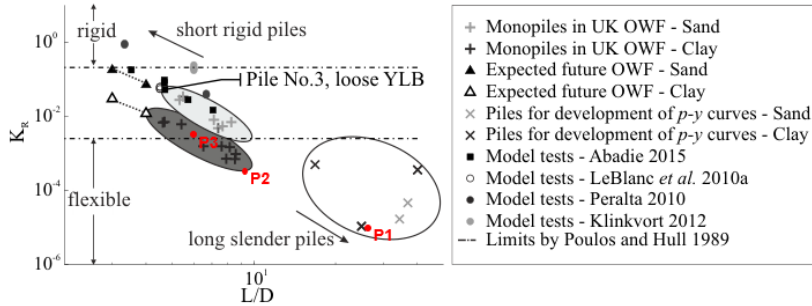 10^0
10^-2
10^-4
10^-6
K_R
rigid
short rigid piles
Pile No.3, loose YLB
P3
P2
flexible
P1
long slender piles
10^1
L/D
Monopiles in UK OWF - Sand
Monopiles in UK OWF - Clay
Expected future OWF - Sand
Expected future OWF - Clay
Piles for development of p-y curves - Sand
Piles for development of p-y curves - Clay
Model tests - Abadie 2015
Model tests - LeBlanc et al. 2010a
Model tests - Peralta 2010
Model tests - Klinkvort 2012
Limits by Poulos and Hull 1989